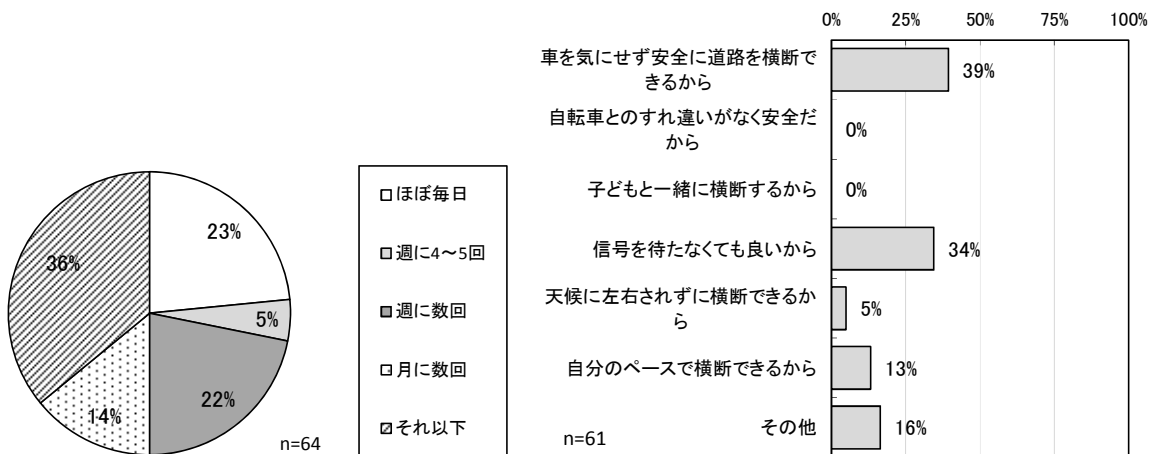 23%
5%
22%
14%
36%
n=64
□ほぼ毎日
□週に4～5回
■週に数回
□月に数回
□それ以下
0% 25% 50% 75% 100%
車を気にせず安全に道路を横断で
きるから
39%
自転車とのすれ違いがなく安全だ
から
0%
子どもと一緒に横断するから
0%
信号を待たなくても良いから
34%
天候に左右されずに横断できるか
ら
5%
自分のペースで横断できるから
13%
その他
16%
n=61